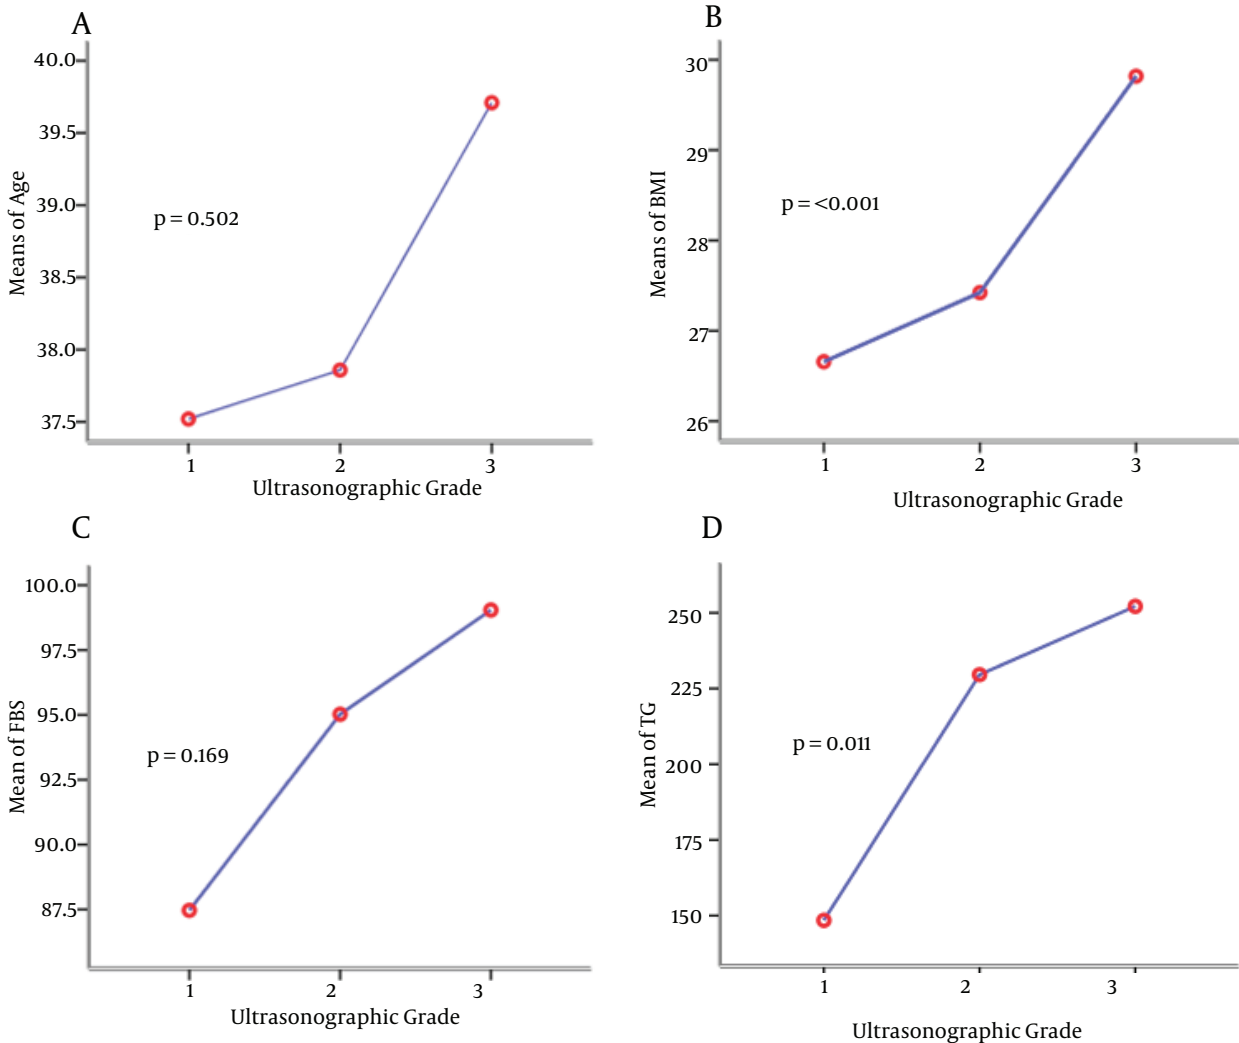 A
40.0
39.5
39.0
38.5
38.0
37.5
Means of Age
p = 0.502
1 2 3
Ultrasonographic Grade
B
30
29
28
27
26
Means of BMI
p = <0.001
1 2 3
Ultrasonographic Grade
C
100.0
97.5
95.0
92.5
90.0
87.5
Mean of FBS
p = 0.169
1 2 3
Ultrasonographic Grade
D
250
225
200
175
150
Mean of TG
p = 0.011
1 2 3
Ultrasonographic Grade